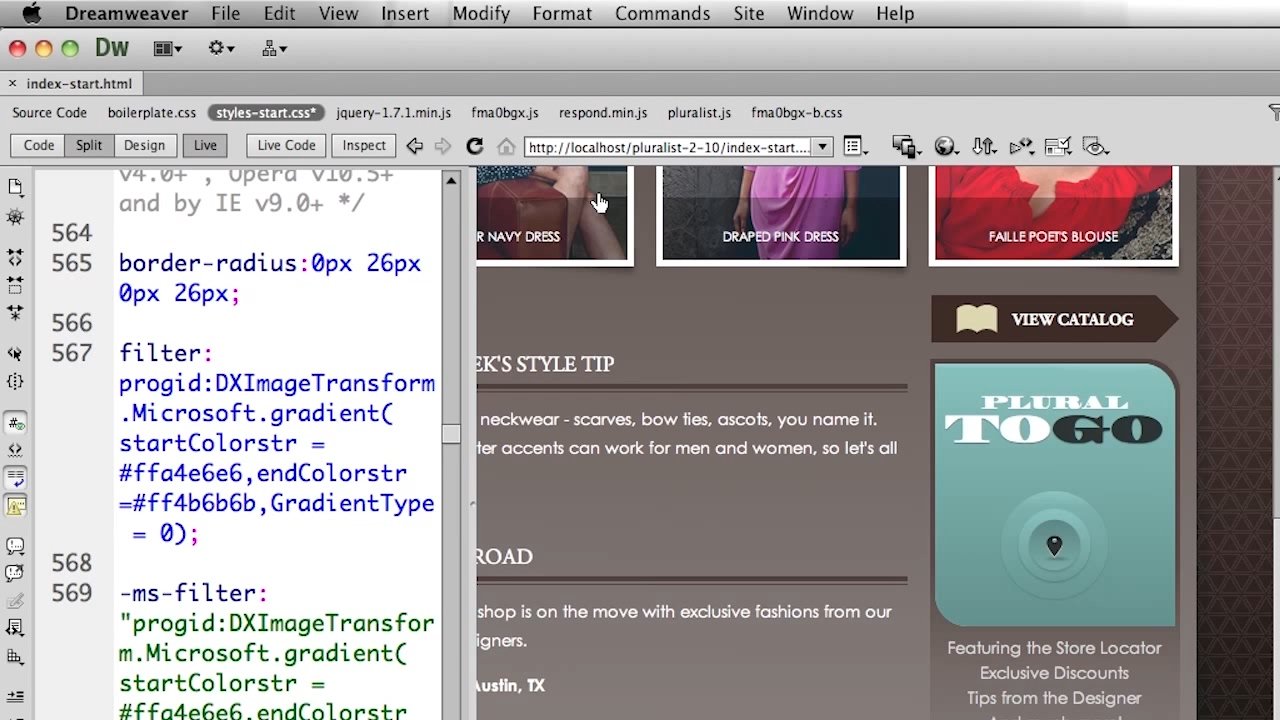 Dreamweaver File Edit View Insert Modify Format Commands Site Window Help
Dw
× index-start.html
Source Code boilerplate.css styles-start.css* jquery-1.7.1.min.js fma0bgx.js respond.min.js pluralist.js fma0bgx-b.css
Code Split Design Live Live Code Inspect http://localhost/pluralist-2-10/index-start....
v4.0+ , Opera v10.5+
and by IE v9.0+ */
564
565 border-radius:0px 26px
0px 26px;
566
567 filter:
progid:DXImageTransform
.Microsoft.gradient(
startColorstr =
#ffa4e6e6,endColorstr
=#ff4b6b6b,GradientType
= 0);
568
569 -ms-filter:
"progid:DXImageTransfor
m.Microsoft.gradient(
startColorstr =
#ffa4e6e6,endColorstr
R NAVY DRESS
DRAPED PINK DRESS
FAILLE POET'S BLOUSE
VIEW CATALOG
EK'S STYLE TIP
neckwear - scarves, bow ties, ascots, you name it.
ter accents can work for men and women, so let's all
ROAD
shop is on the move with exclusive fashions from our
igners.
Austin, TX
PLURAL
TOGO
Featuring the Store Locator
Exclusive Discounts
Tips from the Designer